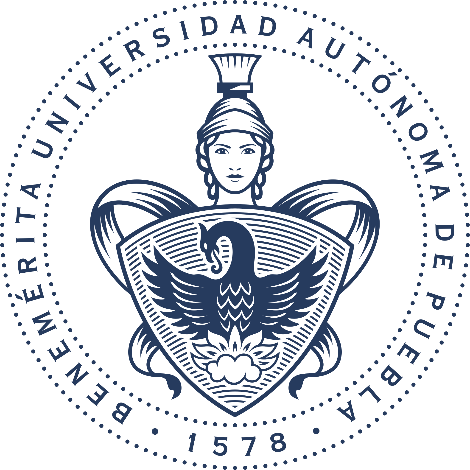 BENEMÉRITA UNIVERSIDAD AUTÓNOMA DE PUEBLA
• 1578 •